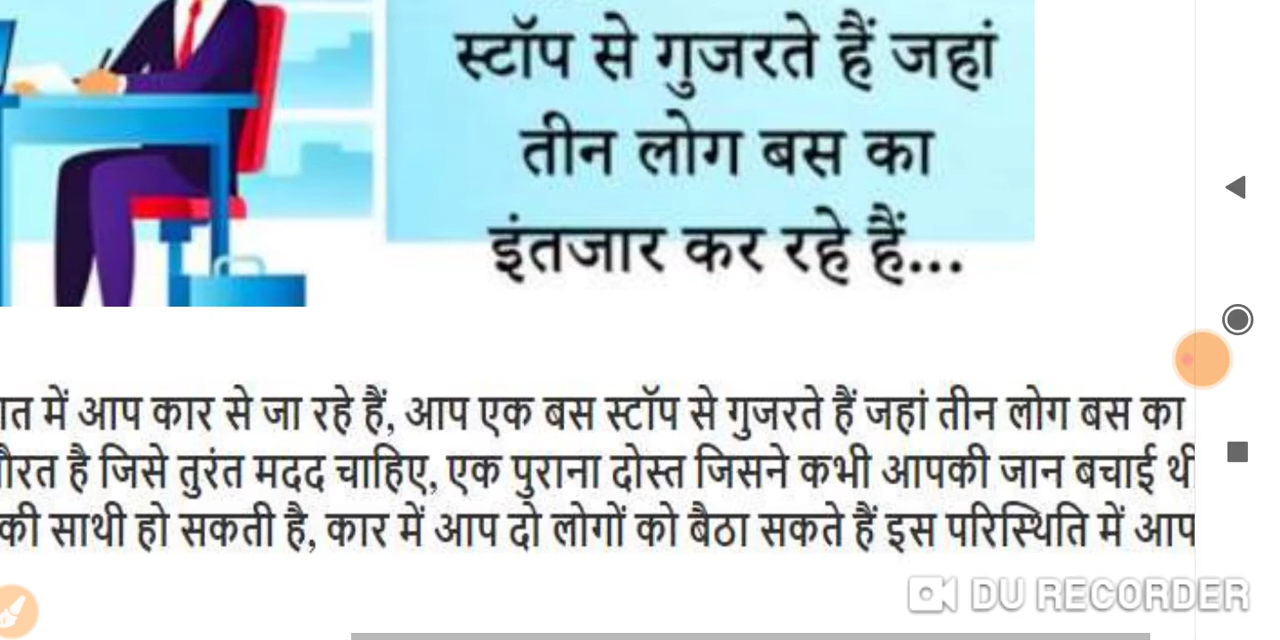 स्टॉप से गुजरते हैं जहां
तीन लोग बस का
इंतजार कर रहे हैं...
में आप कार से जा रहे हैं, आप एक बस स्टॉप से गुजरते हैं जहां तीन लोग बस का
है जिसे तुरंत मदद चाहिए, एक पुराना दोस्त जिसने कभी आपकी जान बचाई थी
की साथी हो सकती है, कार में आप दो लोगों को बैठा सकते हैं इस परिस्थिति में आप
DU RECORDER